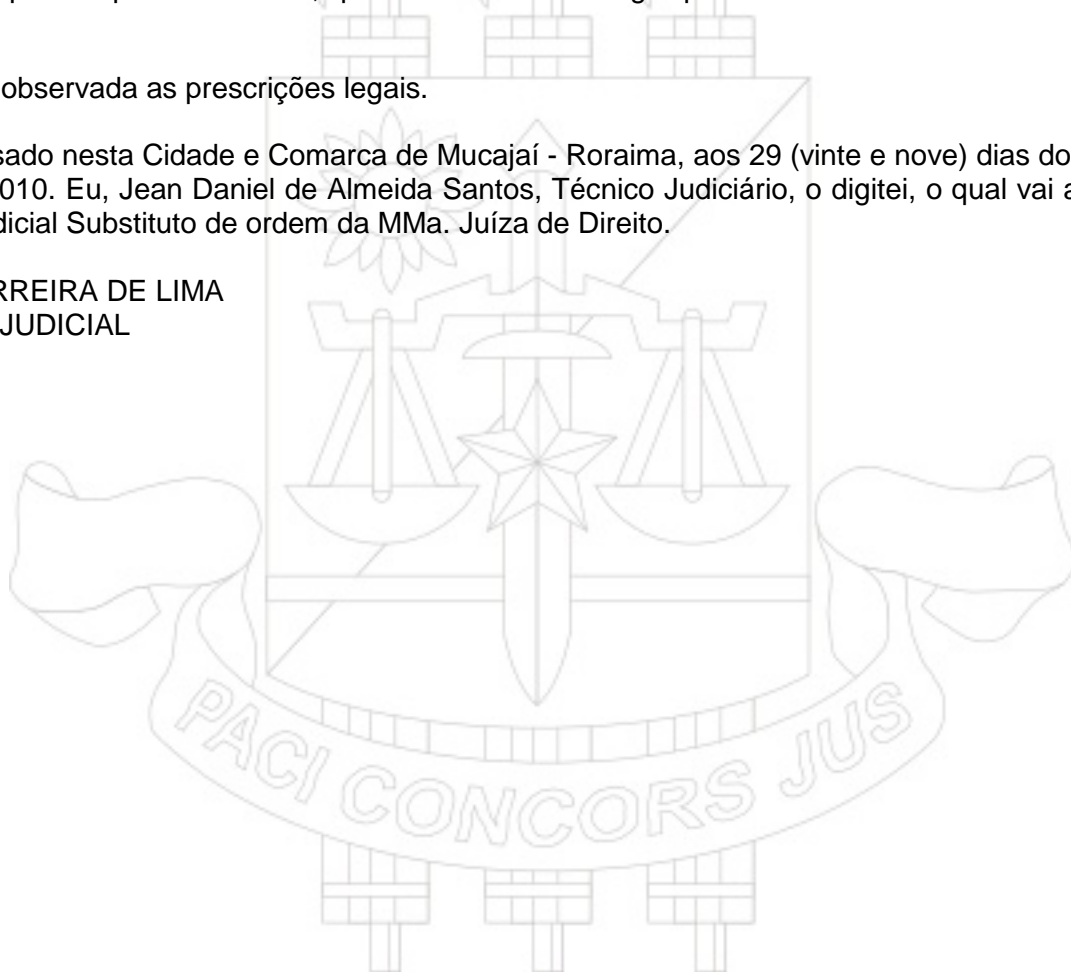 observada as prescrições legais.
sado nesta Cidade e Comarca de Mucajaí - Roraima, aos 29 (vinte e nove) dias do
010. Eu, Jean Daniel de Almeida Santos, Técnico Judiciário, o digitei, o qual vai a
dicial Substituto de ordem da MMa. Juíza de Direito.
RREIRA DE LIMA
JUDICIAL
PACI CONCORS JUS